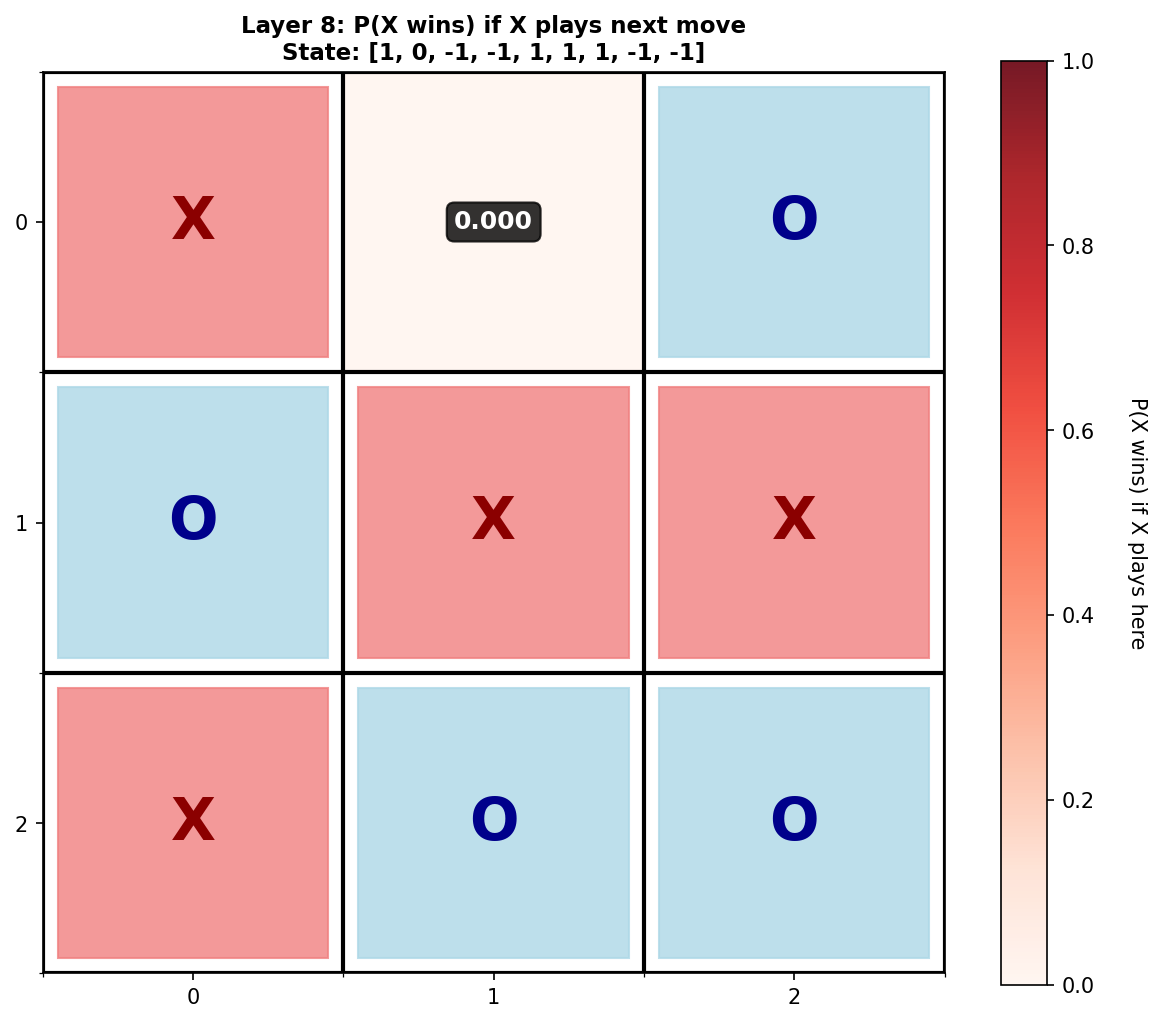 Layer 8: P(X wins) if X plays next move
State: [1, 0, -1, -1, 1, 1, 1, -1, -1]
1.0
0.8
0.6
0.4
0.2
0.0
P(X wins) if X plays here
0
X
0.000
O
1
O
X
X
2
X
O
O
0
1
2